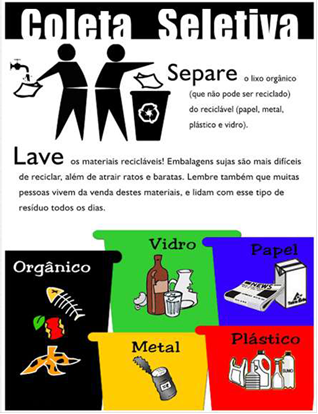 Coleta Seletiva
Separe o lixo orgânico
(que não pode ser reciclado)
do reciclável (papel, metal,
plástico e vidro).
Lave os materiais recicláveis! Embalagens sujas são mais difíceis
de reciclar, além de atrair ratos e baratas. Lembre também que muitas
pessoas vivem da venda destes materiais, e lidam com esse tipo de
resíduo todos os dias.
Orgânico
Vidro
Papel
NEWS
Metal
Plástico
SUMO